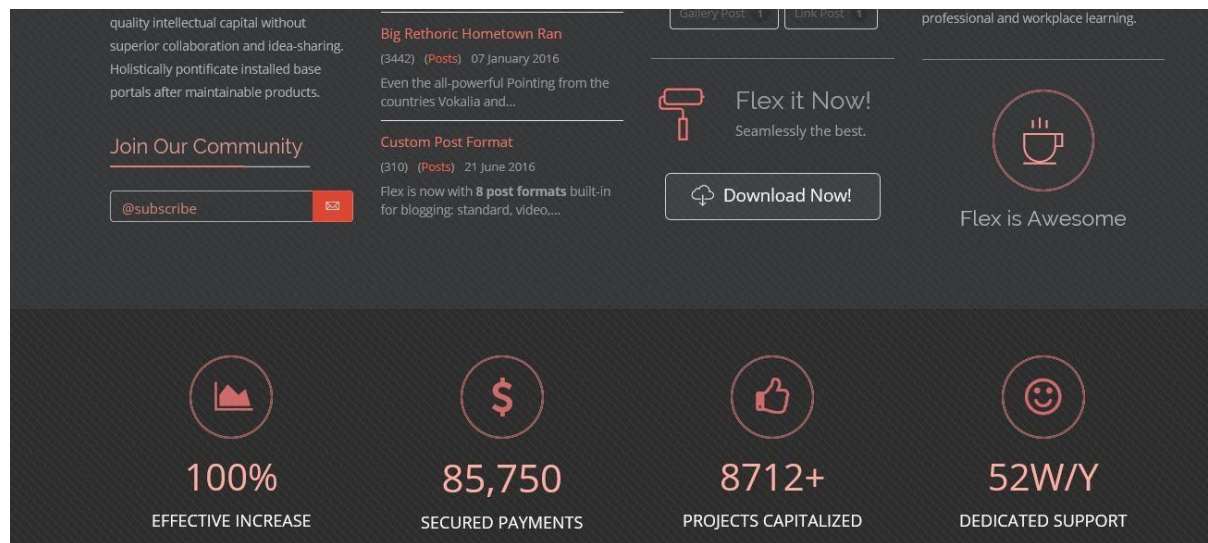 quality intellectual capital without
superior collaboration and idea-sharing.
Holistically pontificate installed base
portals after maintainable products.
Join Our Community
@subscribe
Big Rethoric Hometown Ran
(3442) (Posts) 07 January 2016
Even the all-powerful Pointing from the
countries Vokalia and...
Custom Post Format
(310) (Posts) 21 June 2016
Flex is now with 8 post formats built-in
for blogging: standard, video,...
Gallery Post 1 Link Post 1
Flex it Now!
Seamlessly the best.
Download Now!
professional and workplace learning.
Flex is Awesome
100%
EFFECTIVE INCREASE
85,750
SECURED PAYMENTS
8712+
PROJECTS CAPITALIZED
52W/Y
DEDICATED SUPPORT